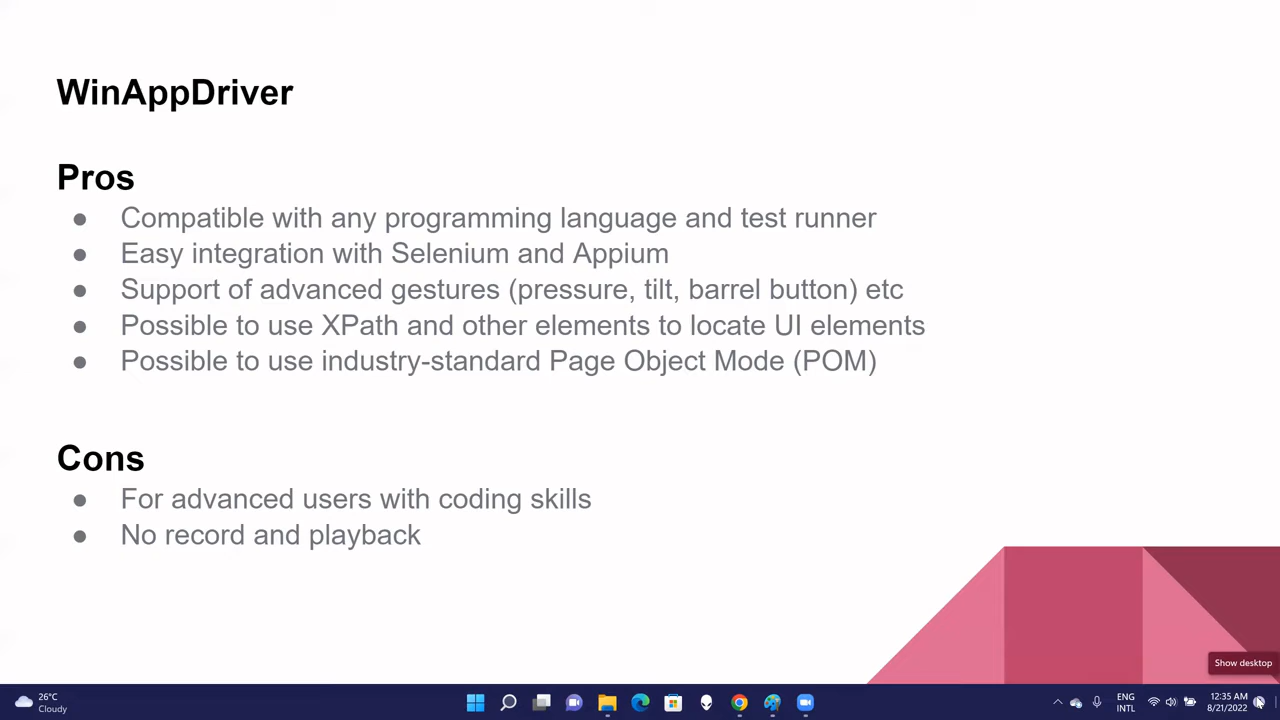 WinAppDriver
Pros
● Compatible with any programming language and test runner
● Easy integration with Selenium and Appium
● Support of advanced gestures (pressure, tilt, barrel button) etc
● Possible to use XPath and other elements to locate UI elements
● Possible to use industry-standard Page Object Mode (POM)
Cons
● For advanced users with coding skills
● No record and playback
Show desktop
26°C
Cloudy
ENG
INTL
12:35 AM
8/21/2022